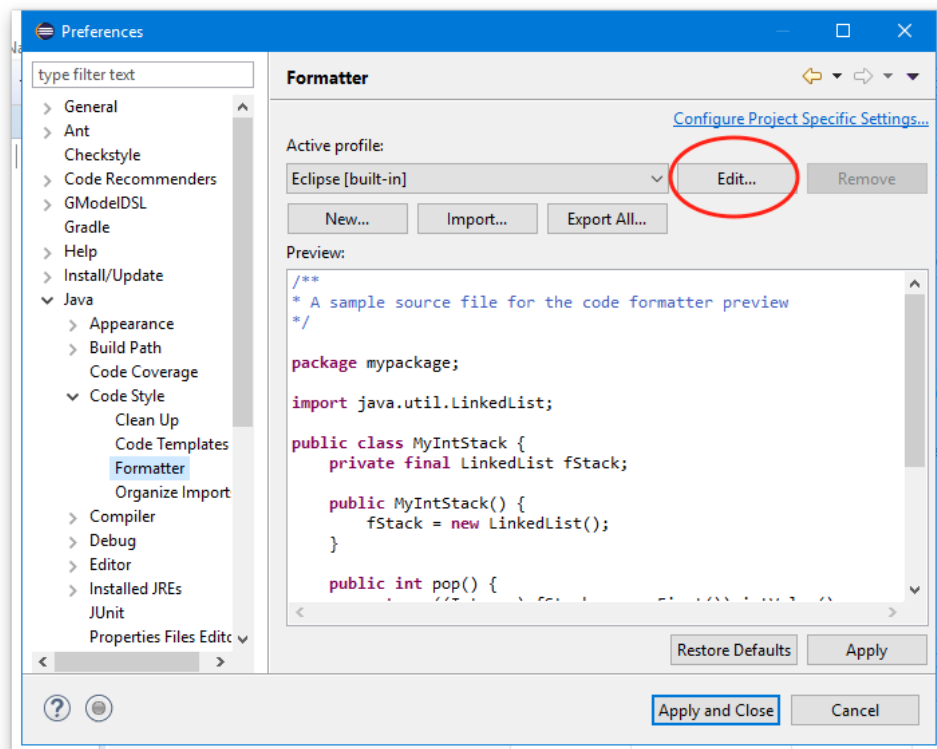 Preferences
type filter text
General
Ant
Checkstyle
Code Recommenders
GModelDSL
Gradle
Help
Install/Update
Java
Appearance
Build Path
Code Coverage
Code Style
Clean Up
Code Templates
Formatter
Organize Import
Compiler
Debug
Editor
Installed JREs
JUnit
Properties Files Edito
Formatter
Configure Project Specific Settings...
Active profile:
Eclipse [built-in]
Edit...
Remove
New...
Import...
Export All...
Preview:
/**
* A sample source file for the code formatter preview
*/
package mypackage;
import java.util.LinkedList;
public class MyIntStack {
private final LinkedList fStack;
public MyIntStack() {
fStack = new LinkedList();
}
public int pop() {
Restore Defaults
Apply
Apply and Close
Cancel